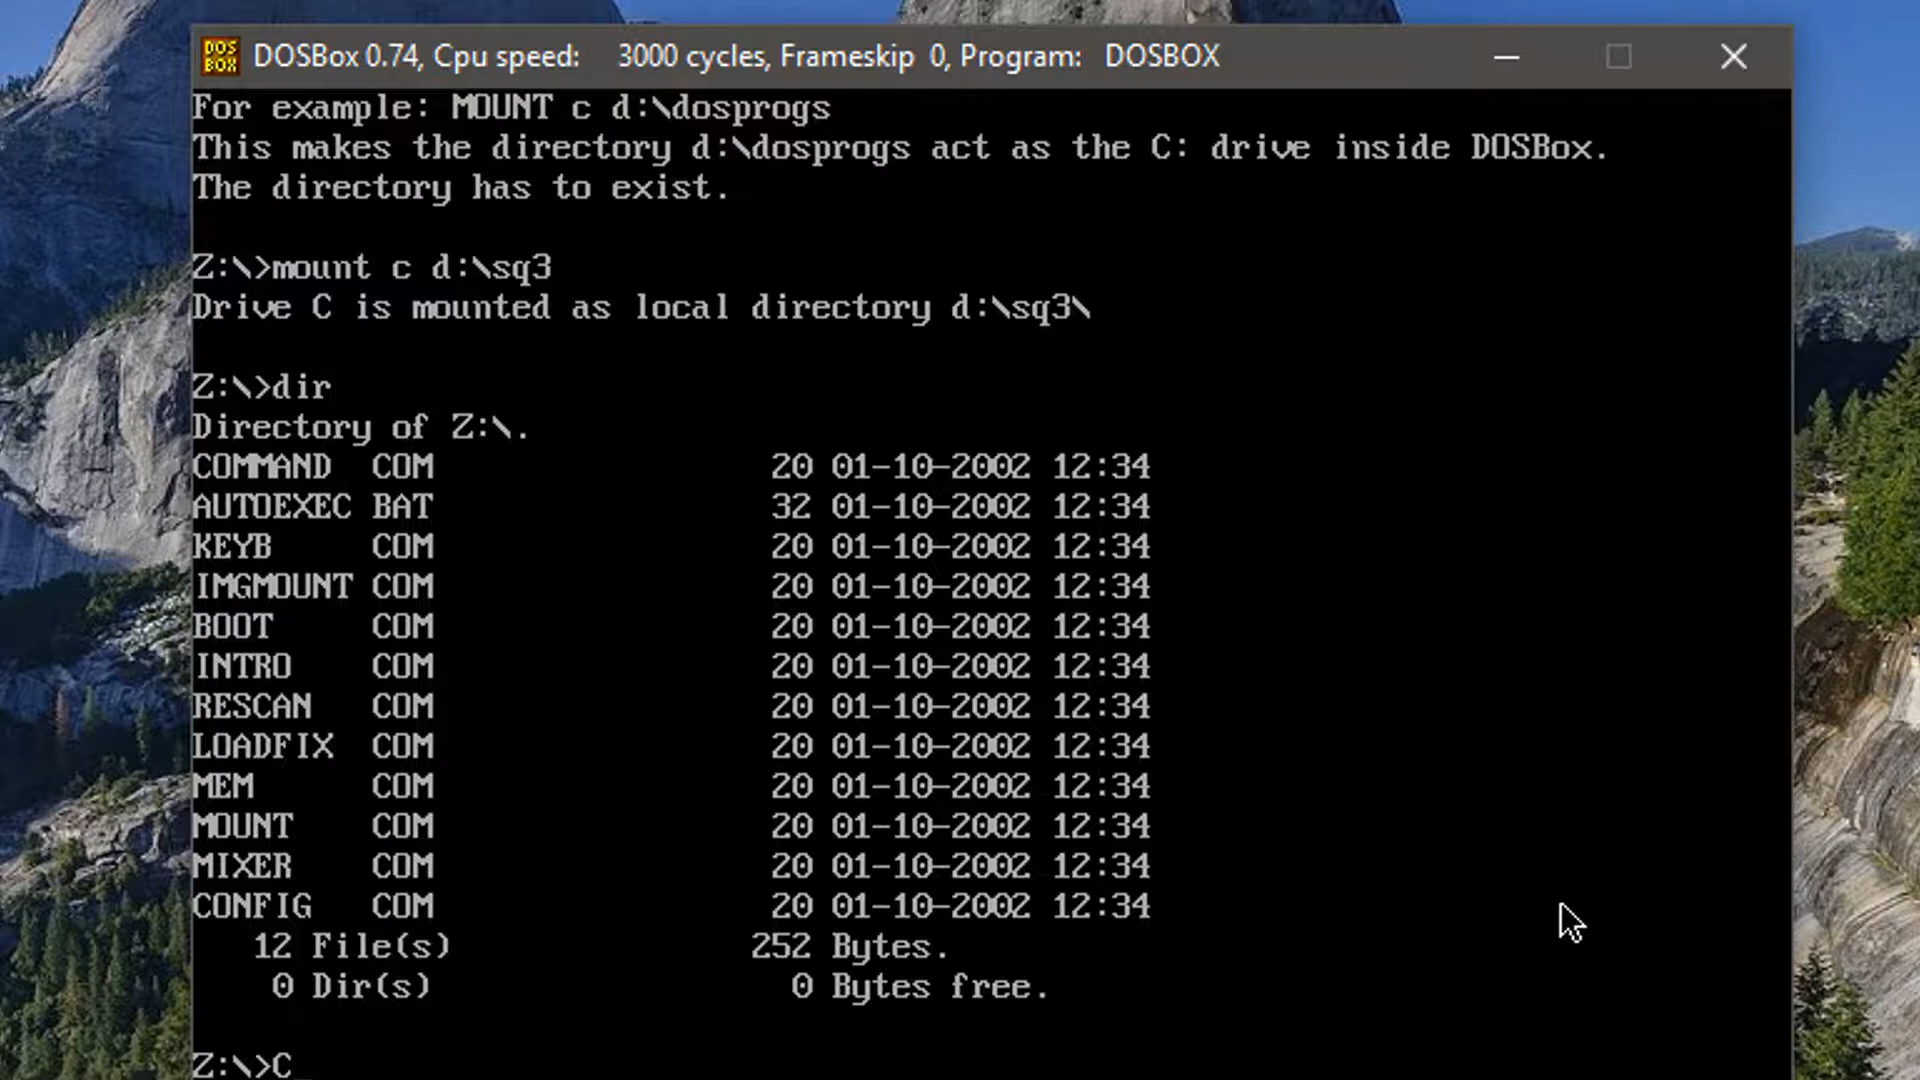 DOS
BOX
DOSBox 0.74, Cpu speed: 3000 cycles, Frameskip 0, Program: DOSBOX
For example: MOUNT c d:\dosprogs
This makes the directory d:\dosprogs act as the C: drive inside DOSBox.
The directory has to exist.
Z:\>mount c d:\sq3
Drive C is mounted as local directory d:\sq3\
Z:\>dir
Directory of Z:\.
COMMAND COM 20 01-10-2002 12:34
AUTOEXEC BAT 32 01-10-2002 12:34
KEYB COM 20 01-10-2002 12:34
IMGMOUNT COM 20 01-10-2002 12:34
BOOT COM 20 01-10-2002 12:34
INTRO COM 20 01-10-2002 12:34
RESCAN COM 20 01-10-2002 12:34
LOADFIX COM 20 01-10-2002 12:34
MEM COM 20 01-10-2002 12:34
MOUNT COM 20 01-10-2002 12:34
MIXER COM 20 01-10-2002 12:34
CONFIG COM 20 01-10-2002 12:34
12 File(s) 252 Bytes.
0 Dir(s) 0 Bytes free.
Z:\>C_